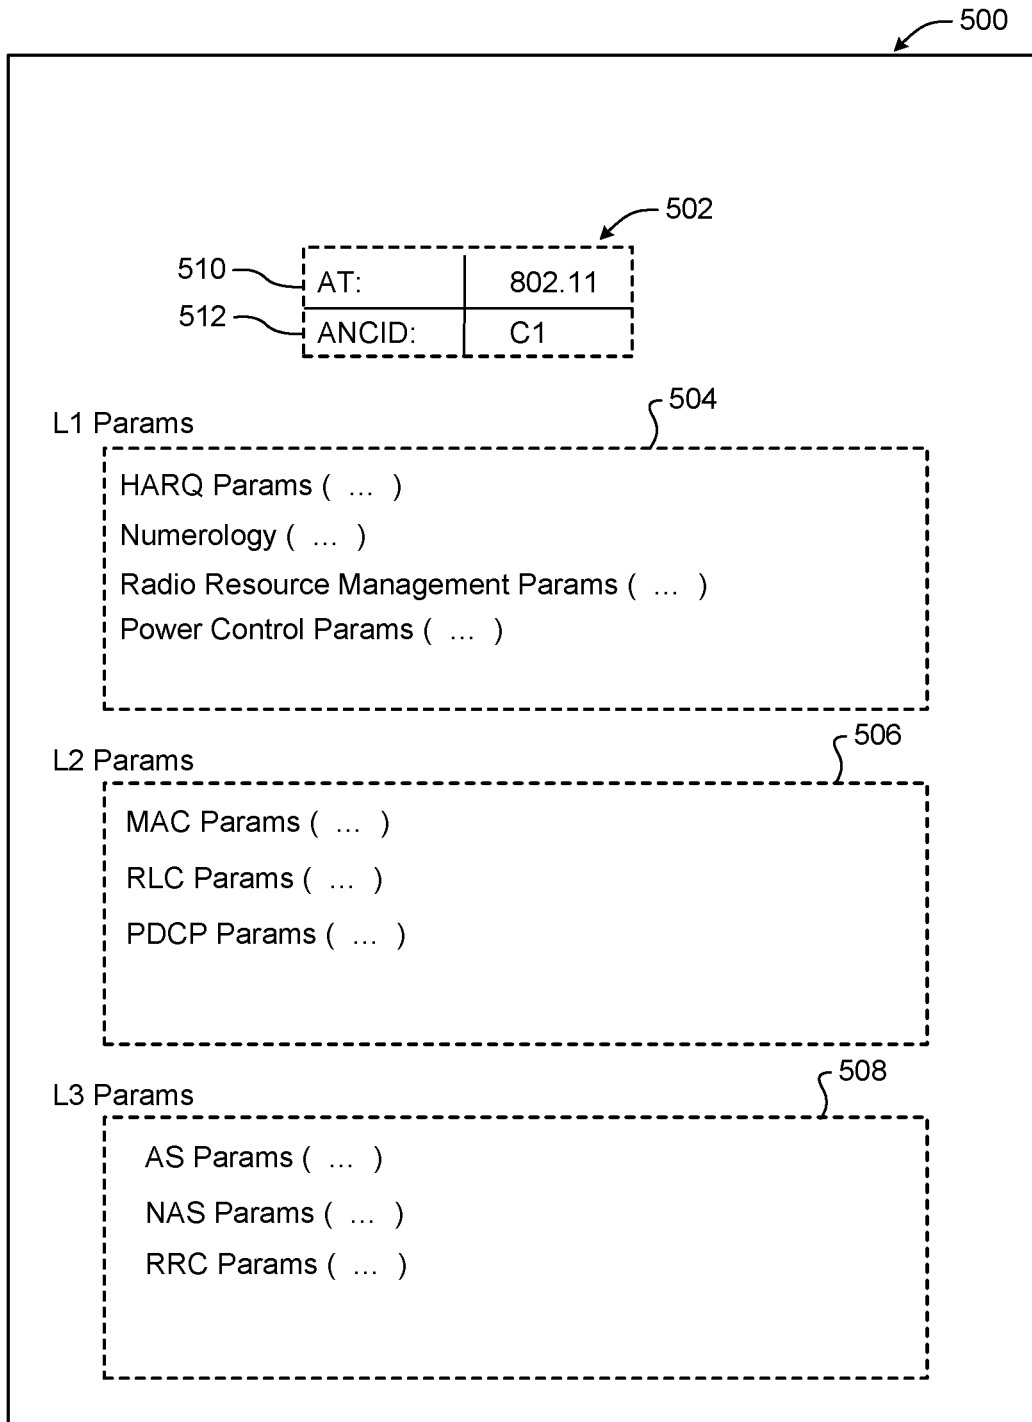 500
502
510 AT: 802.11
512 ANCID: C1
504
L1 Params
HARQ Params ( ... )
Numerology ( ... )
Radio Resource Management Params ( ... )
Power Control Params ( ... )
506
L2 Params
MAC Params ( ... )
RLC Params ( ... )
PDCP Params ( ... )
508
L3 Params
AS Params ( ... )
NAS Params ( ... )
RRC Params ( ... )